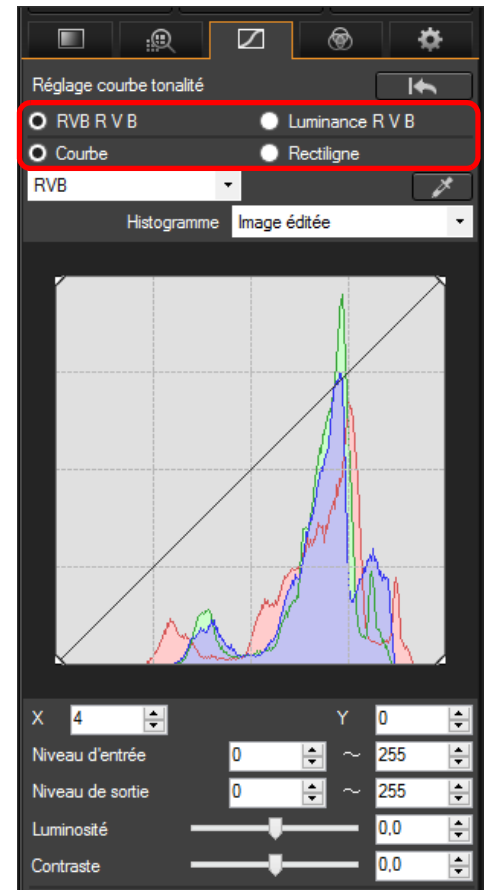 Réglage courbe tonalité
RVB R V B Luminance R V B
Courbe Rectiligne
RVB
Histogramme Image éditée
X 4 Y 0
Niveau d'entrée 0 ~ 255
Niveau de sortie 0 ~ 255
Luminosité 0,0
Contraste 0,0